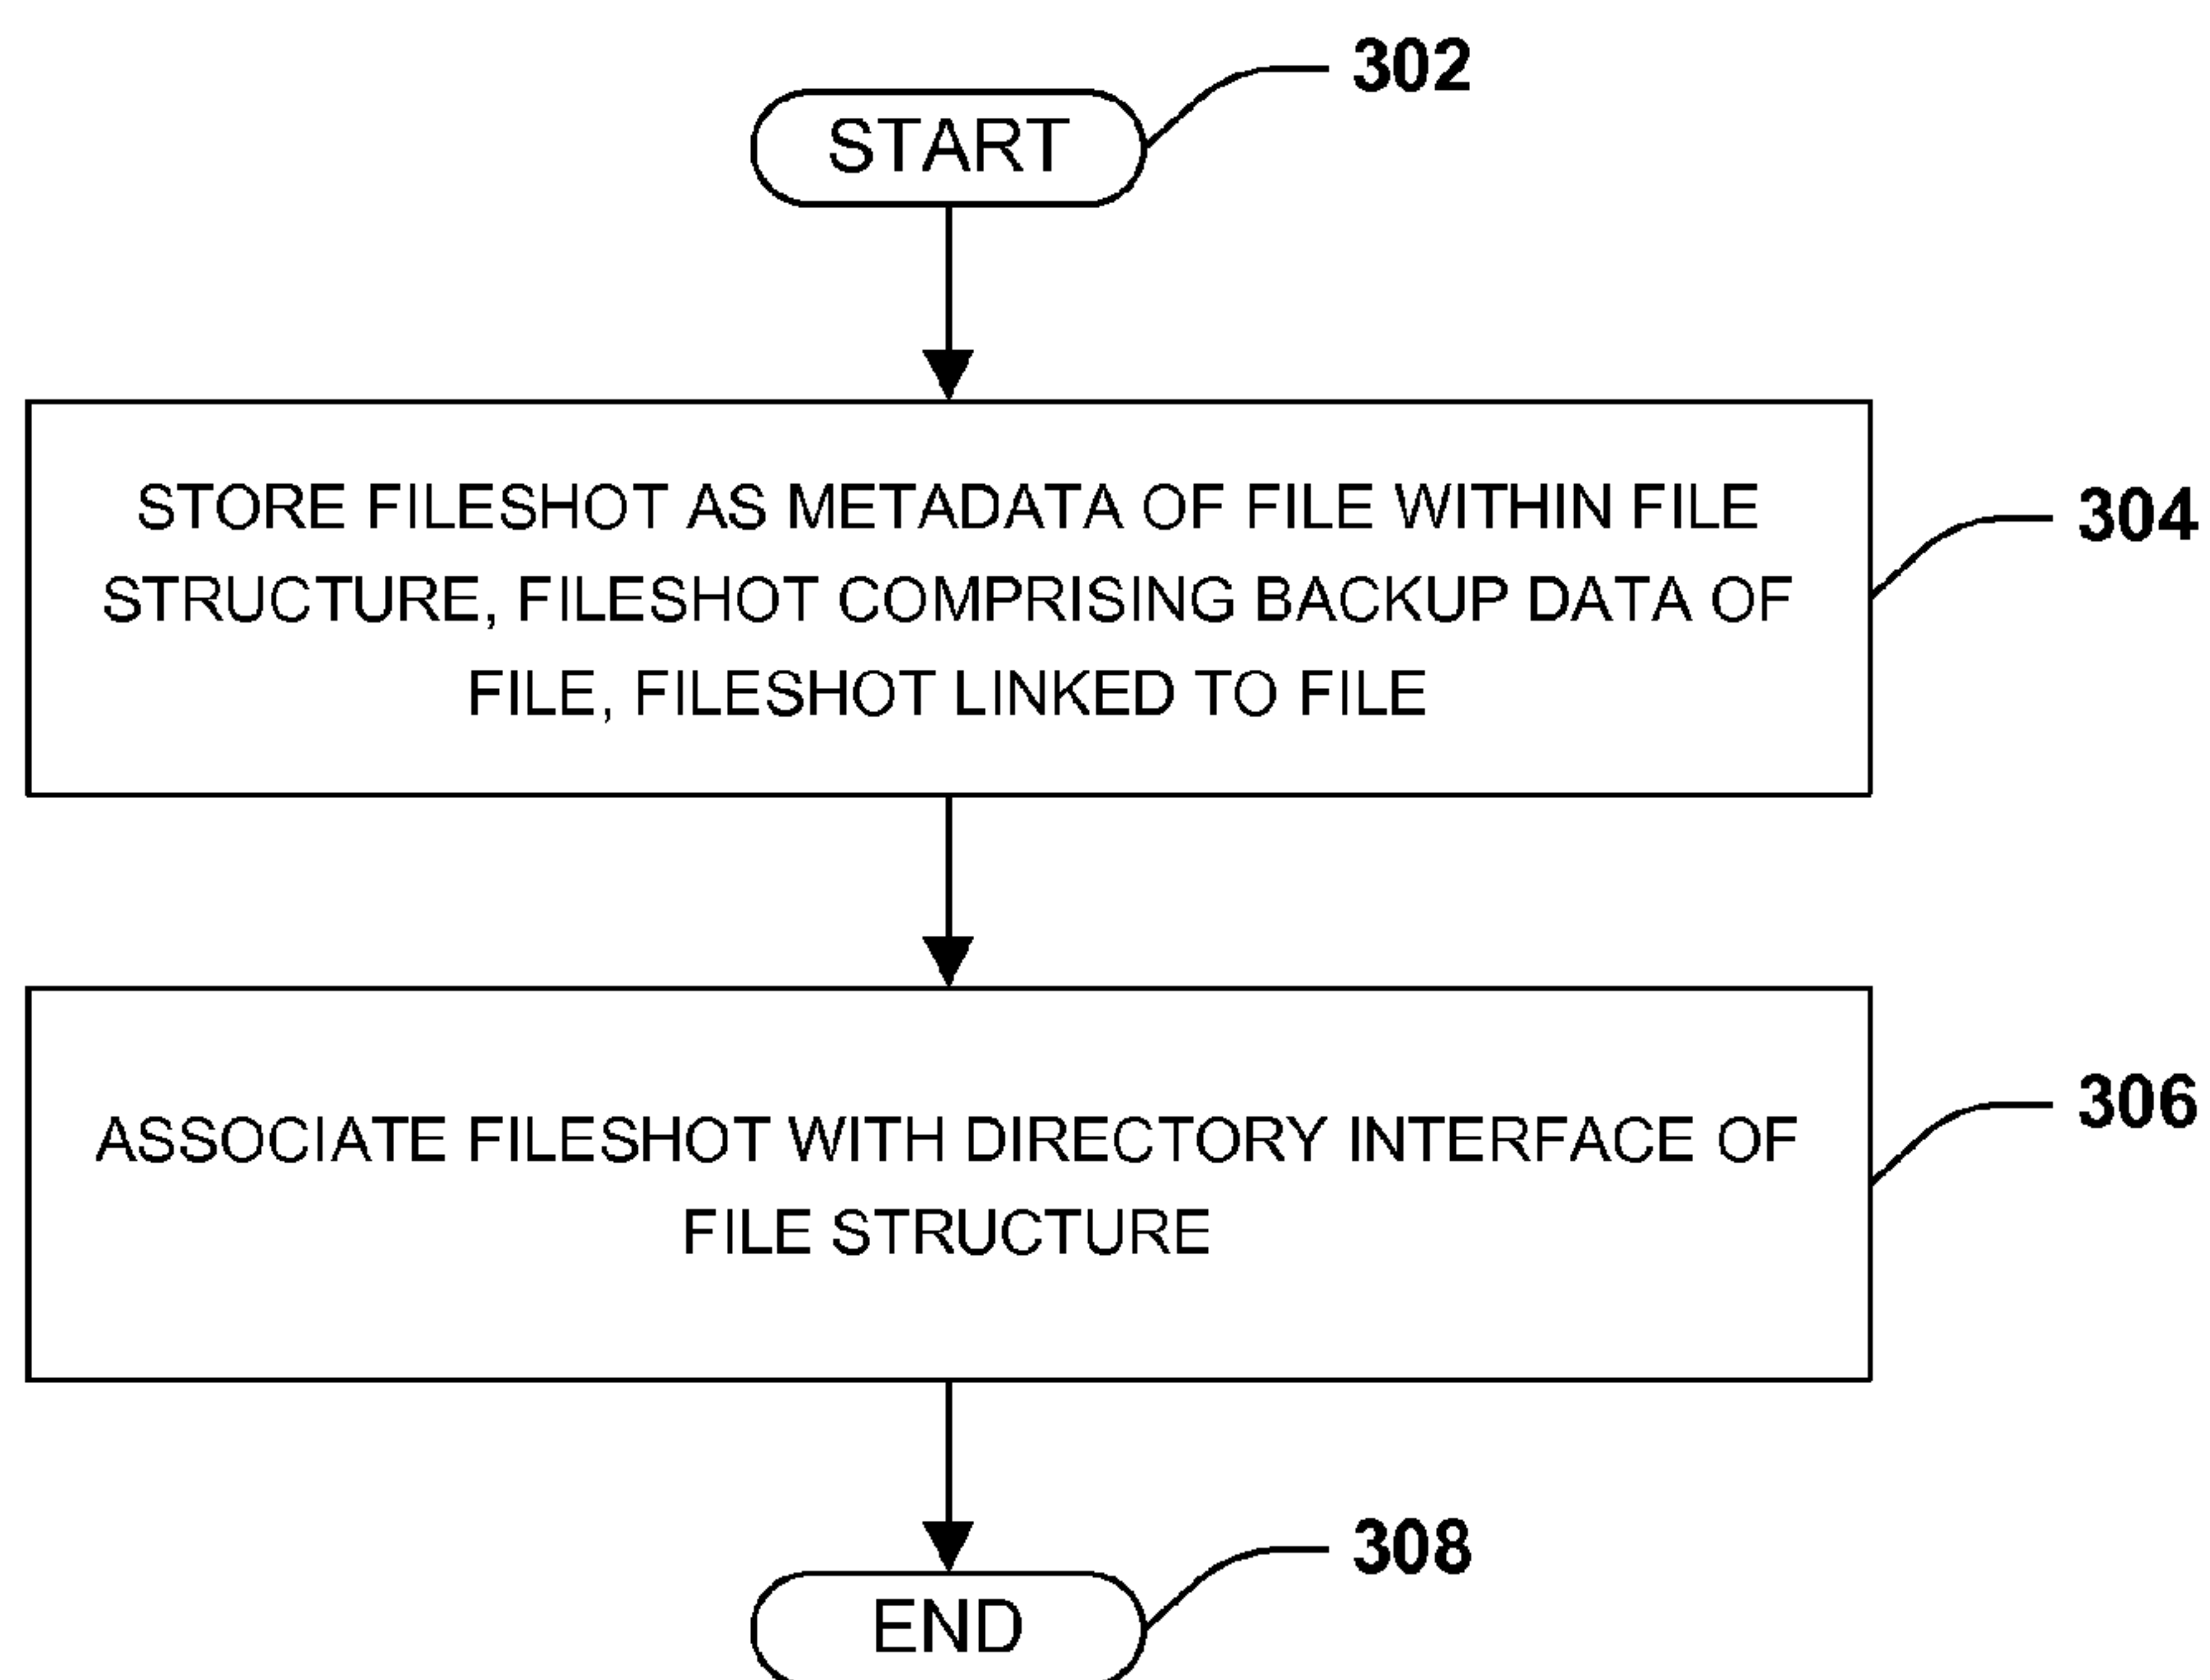 302
START
STORE FILESHOT AS METADATA OF FILE WITHIN FILE
STRUCTURE, FILESHOT COMPRISING BACKUP DATA OF
FILE, FILESHOT LINKED TO FILE
304
ASSOCIATE FILESHOT WITH DIRECTORY INTERFACE OF
FILE STRUCTURE
306
308
END